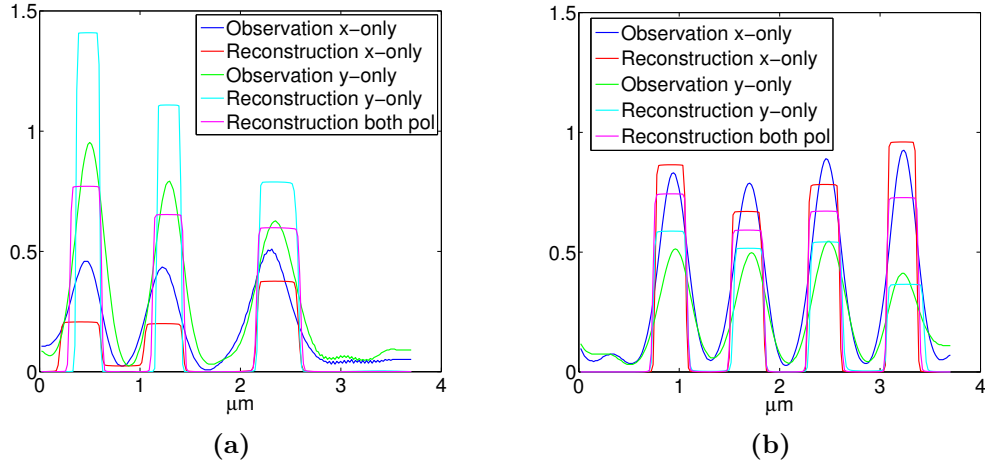 1.5
1
0.5
0
0
1
2
3
4
μm
Observation x-only
Reconstruction x-only
Observation y-only
Reconstruction y-only
Reconstruction both pol
(a)
1.5
1
0.5
0
0
1
2
3
4
μm
Observation x-only
Reconstruction x-only
Observation y-only
Reconstruction y-only
Reconstruction both pol
(b)